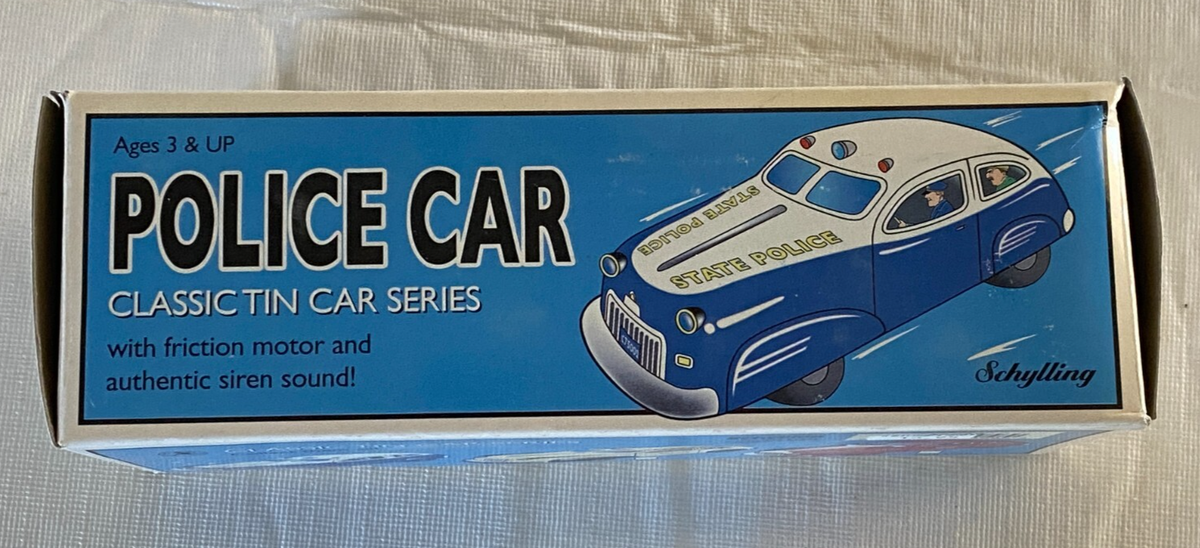 Ages 3 & UP
POLICE CAR
CLASSIC TIN CAR SERIES
with friction motor and
authentic siren sound!
STATE POLICE
STATE POLICE
Schylling